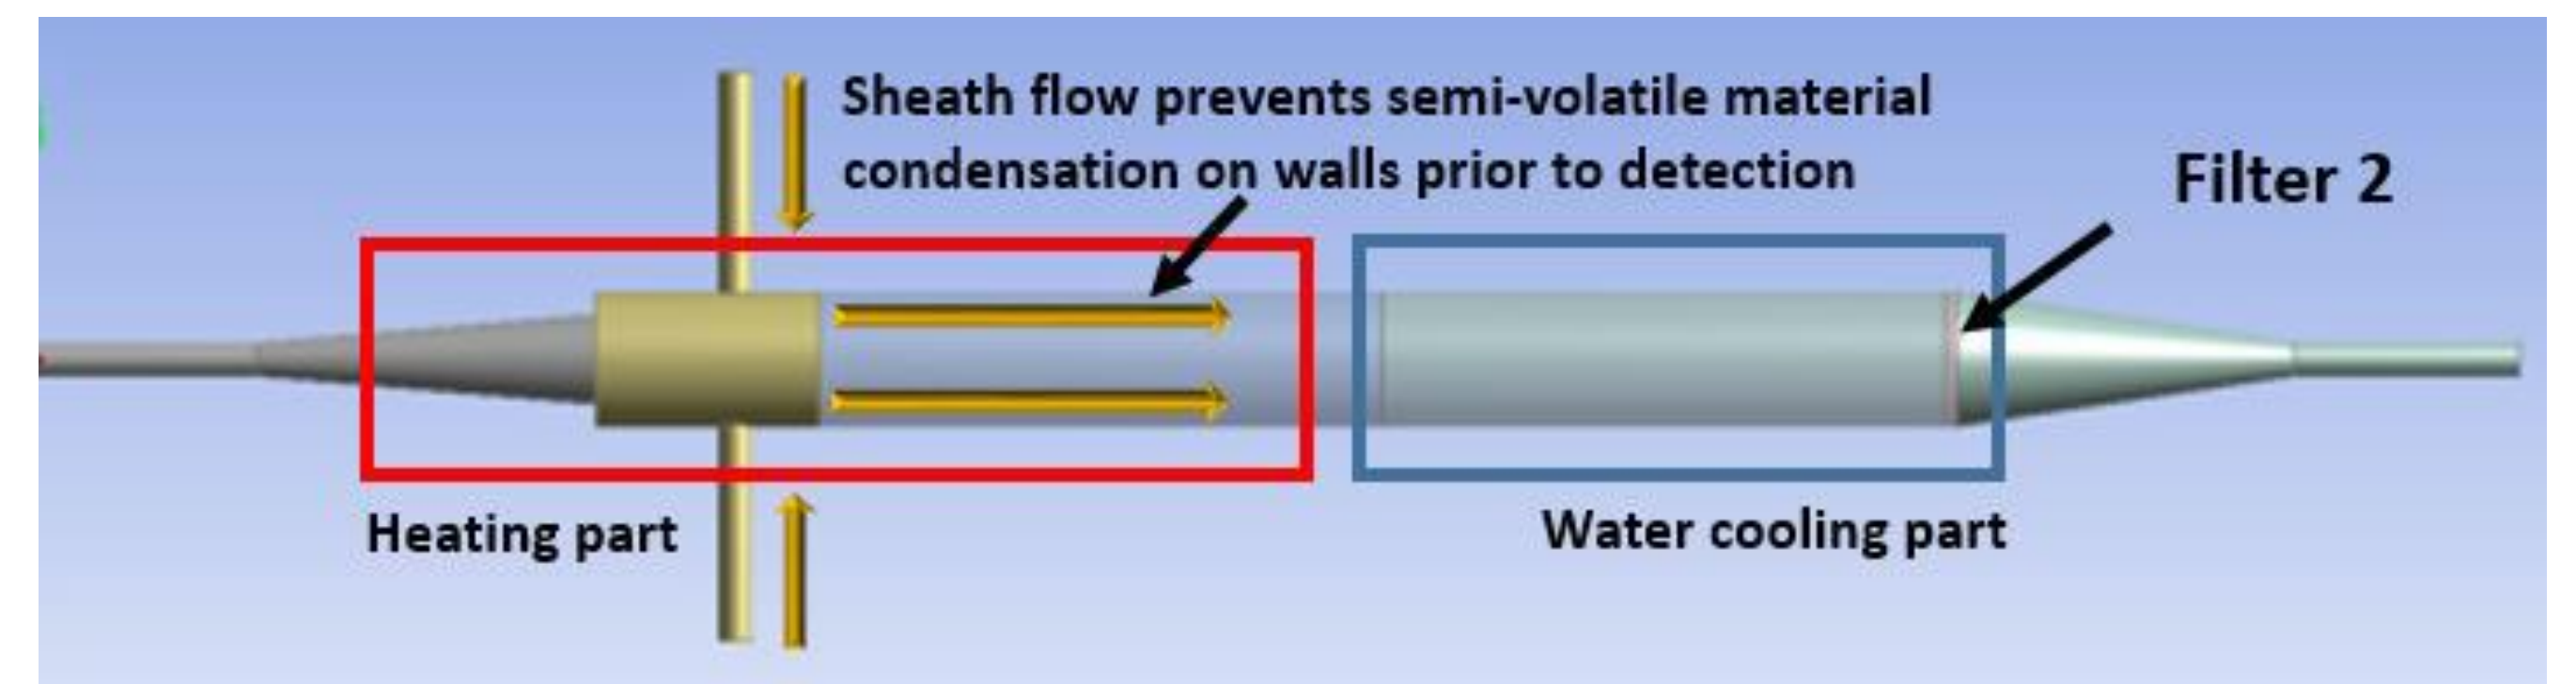 Sheath flow prevents semi-volatile material
condensation on walls prior to detection
Filter 2
Heating part
Water cooling part